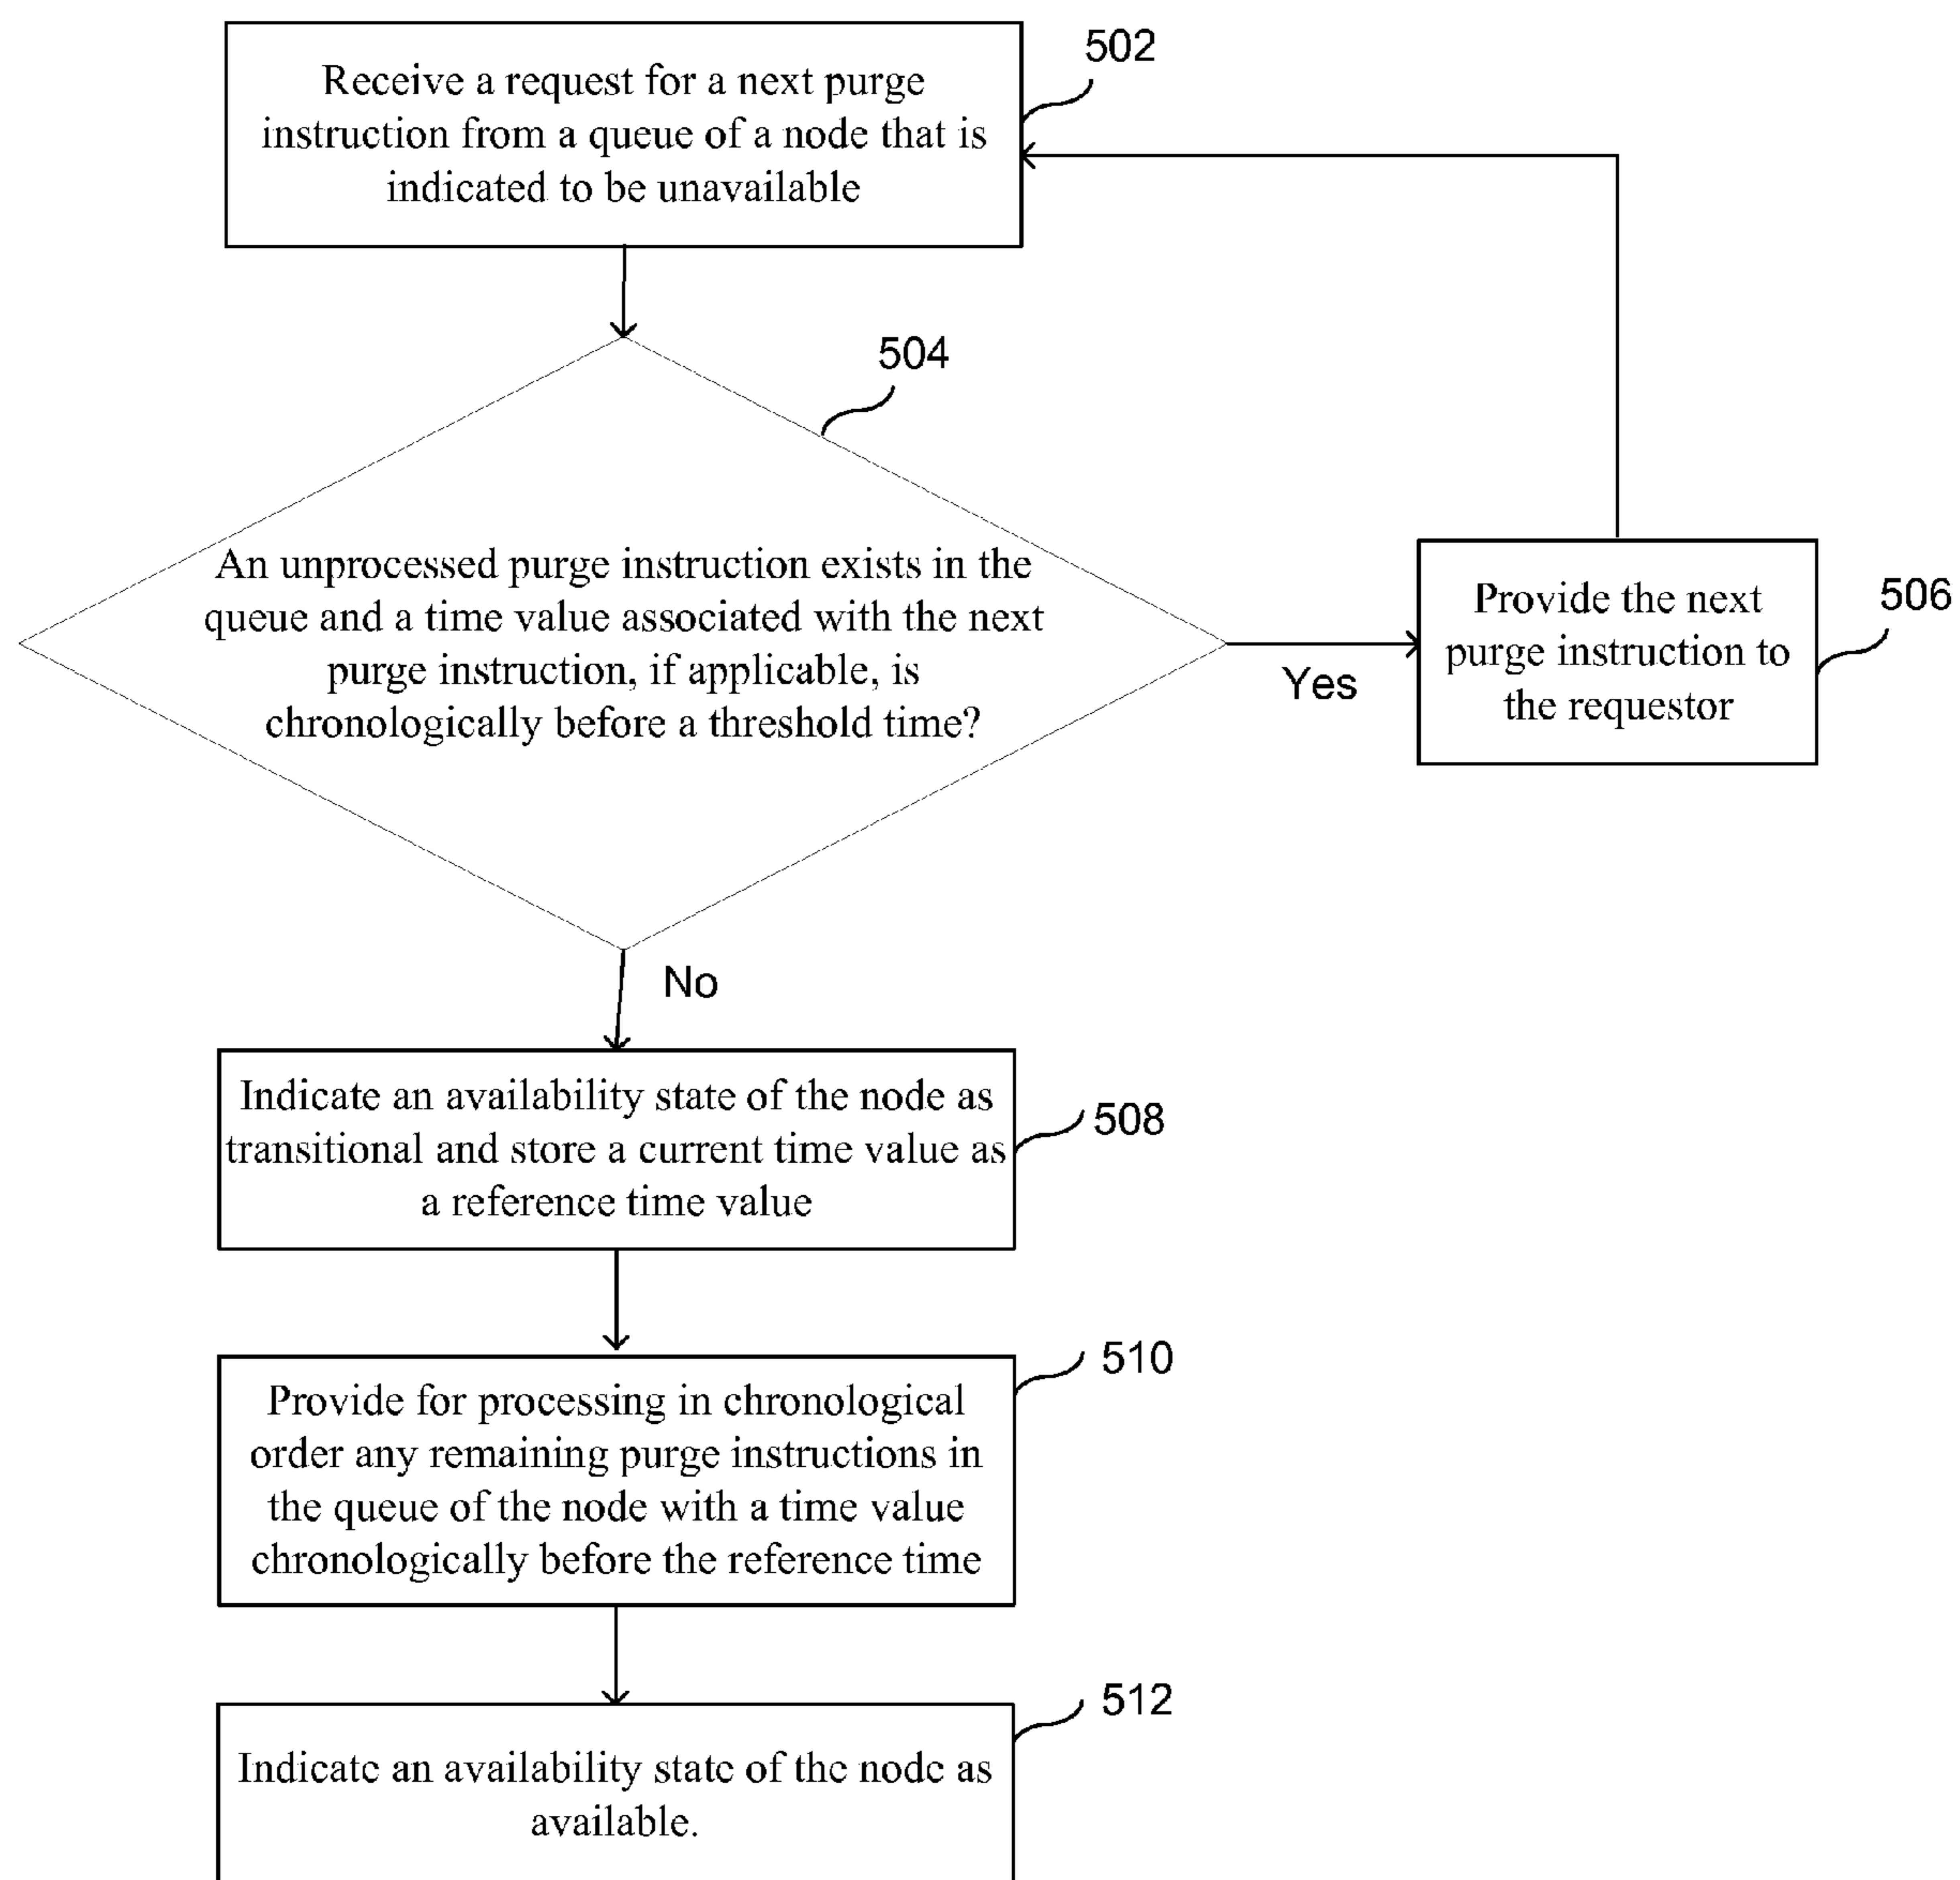 502
Receive a request for a next purge
instruction from a queue of a node that is
indicated to be unavailable
504
An unprocessed purge instruction exists in the
queue and a time value associated with the next
purge instruction, if applicable, is
chronologically before a threshold time?
Yes
Provide the next
purge instruction to
the requestor
506
No
Indicate an availability state of the node as
transitional and store a current time value as
a reference time value
508
Provide for processing in chronological
order any remaining purge instructions in
the queue of the node with a time value
chronologically before the reference time
510
Indicate an availability state of the node as
available.
512